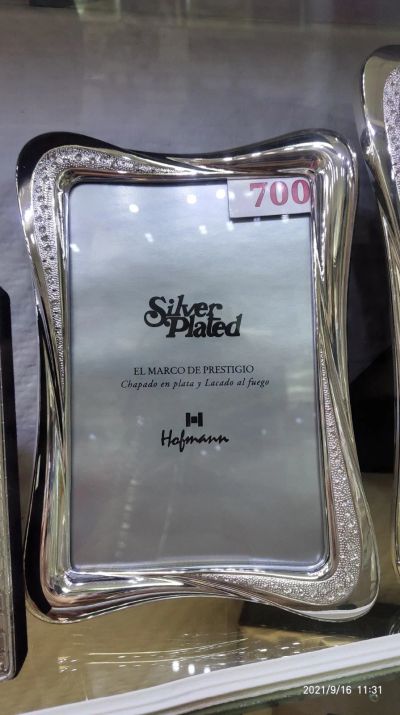 700
Silver
Plated
EL MARCO DE PRESTIGIO
Chapado en plata y Lacado al fuego
H
Hofmann
2021/9/16 11:31